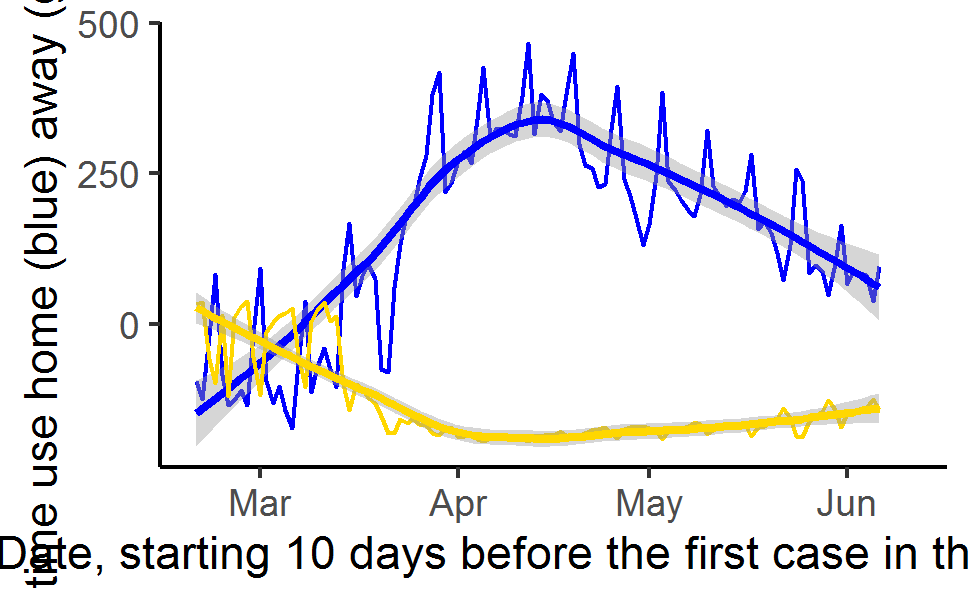 500
250
0
time use home (blue) away (
Mar Apr May Jun
Date, starting 10 days before the first case in th